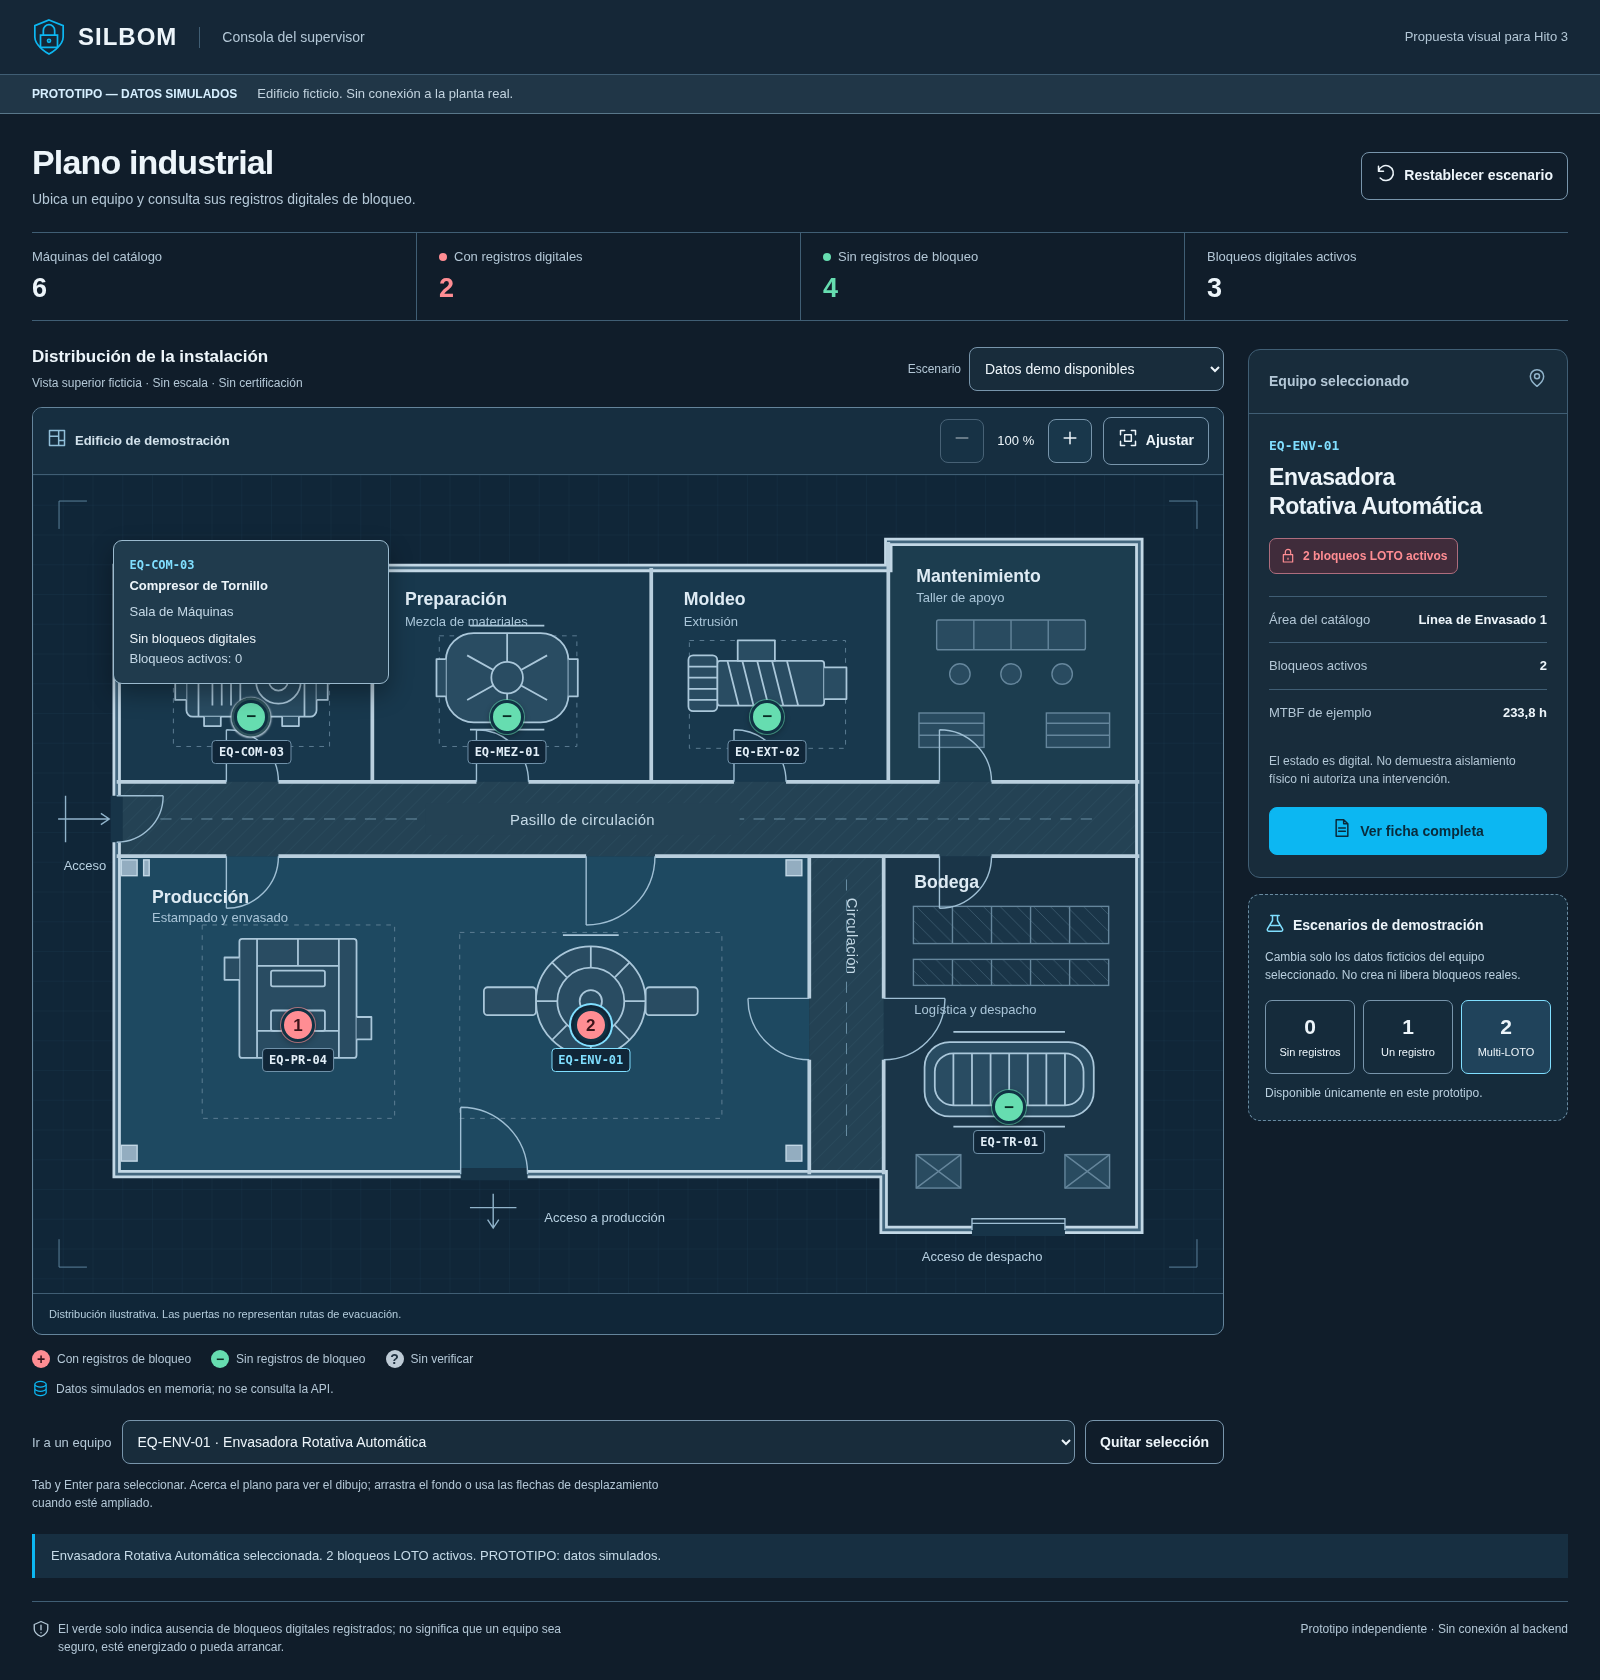 SILBOM
Consola del supervisor
Propuesta visual para Hito 3
PROTOTIPO — DATOS SIMULADOS
Edificio ficticio. Sin conexión a la planta real.
Plano industrial
Ubica un equipo y consulta sus registros digitales de bloqueo.
Restablecer escenario
Máquinas del catálogo
6
Con registros digitales
2
Sin registros de bloqueo
4
Bloqueos digitales activos
3
Distribución de la instalación
Vista superior ficticia · Sin escala · Sin certificación
Escenario
Datos demo disponibles
Edificio de demostración
100 %
Ajustar
EQ-COM-03
Compresor de Tornillo
Sala de Máquinas
Sin bloqueos digitales
Bloqueos activos: 0
Preparación
Mezcla de materiales
Moldeo
Extrusión
Mantenimiento
Taller de apoyo
EQ-COM-03
EQ-MEZ-01
EQ-EXT-02
Pasillo de circulación
Acceso
Producción
Estampado y envasado
Circulación
Bodega
Logística y despacho
1
EQ-PR-04
2
EQ-ENV-01
EQ-TR-01
Acceso a producción
Acceso de despacho
Distribución ilustrativa. Las puertas no representan rutas de evacuación.
+ Con registros de bloqueo
− Sin registros de bloqueo
? Sin verificar
Datos simulados en memoria; no se consulta la API.
Ir a un equipo
EQ-ENV-01 · Envasadora Rotativa Automática
Quitar selección
Tab y Enter para seleccionar. Acerca el plano para ver el dibujo; arrastra el fondo o usa las flechas de desplazamiento
cuando esté ampliado.
Equipo seleccionado
EQ-ENV-01
Envasadora
Rotativa Automática
2 bloqueos LOTO activos
Área del catálogo
Línea de Envasado 1
Bloqueos activos
2
MTBF de ejemplo
233,8 h
El estado es digital. No demuestra aislamiento
físico ni autoriza una intervención.
Ver ficha completa
Escenarios de demostración
Cambia solo los datos ficticios del equipo
seleccionado. No crea ni libera bloqueos reales.
0
Sin registros
1
Un registro
2
Multi-LOTO
Disponible únicamente en este prototipo.
Envasadora Rotativa Automática seleccionada. 2 bloqueos LOTO activos. PROTOTIPO: datos simulados.
El verde solo indica ausencia de bloqueos digitales registrados; no significa que un equipo sea
seguro, esté energizado o pueda arrancar.
Prototipo independiente · Sin conexión al backend